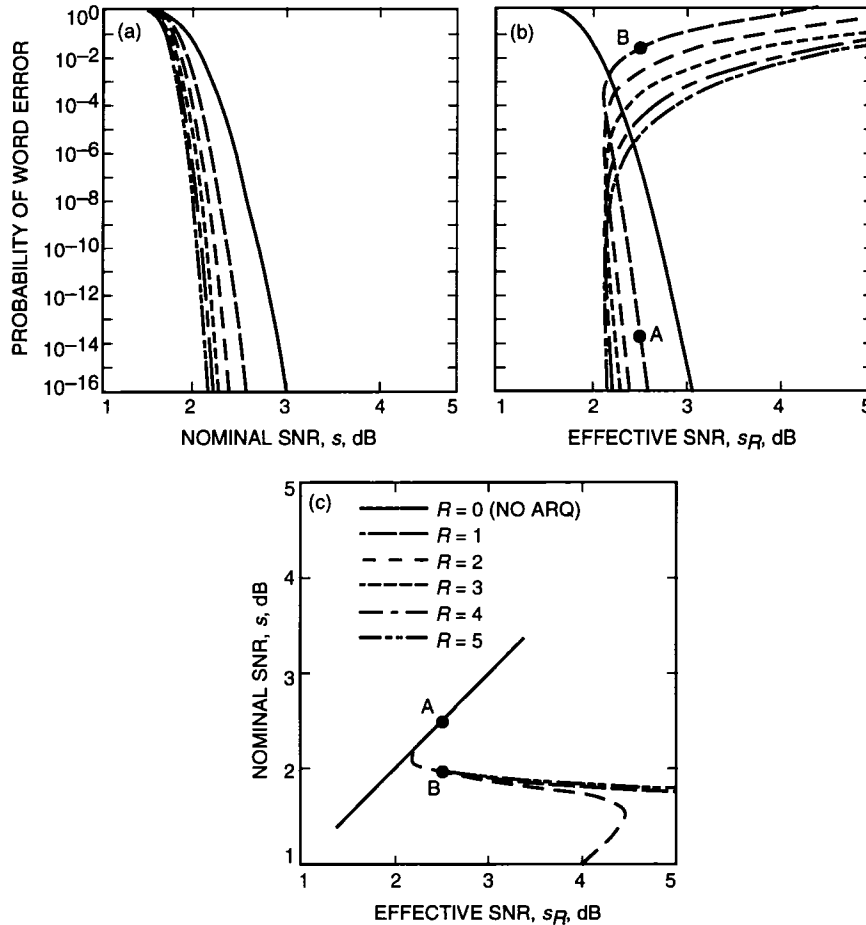 (a)
PROBABILITY OF WORD ERROR
10^0
10^-2
10^-4
10^-6
10^-8
10^-10
10^-12
10^-14
10^-16
1 2 3 4 5
NOMINAL SNR, s, dB
(b)
B
A
1 2 3 4 5
EFFECTIVE SNR, s_R, dB
(c)
R = 0 (NO ARQ)
R = 1
R = 2
R = 3
R = 4
R = 5
NOMINAL SNR, s, dB
5
4
3
2
1
A
B
1 2 3 4 5
EFFECTIVE SNR, s_R, dB